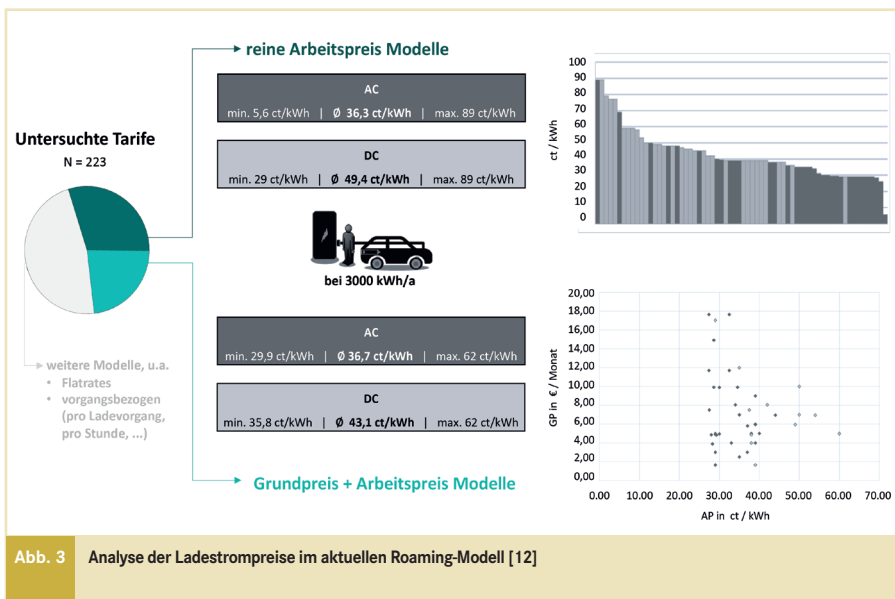 reine Arbeitspreis Modelle
AC
min. 5,6 ct/kWh | Ø 36,3 ct/kWh | max. 89 ct/kWh
DC
min. 29 ct/kWh | Ø 49,4 ct/kWh | max. 89 ct/kWh
Untersuchte Tarife
N = 223
bei 3000 kWh/a
AC
min. 29,9 ct/kWh | Ø 36,7 ct/kWh | max. 62 ct/kWh
DC
min. 35,8 ct/kWh | Ø 43,1 ct/kWh | max. 62 ct/kWh
weitere Modelle, u.a.
• Flatrates
• vorgangsbezogen
(pro Ladevorgang,
pro Stunde, ...)
Grundpreis + Arbeitspreis Modelle
ct / kWh
100
90
80
70
60
50
40
30
20
10
0
GP in € / Monat
20,00
18,00
16,00
14,00
12,00
10,00
8,00
6,00
4,00
2,00
0,00
0.00 10.00 20.00 30.00 40.00 50.00 60.00 70.00
AP in ct / kWh
Abb. 3 Analyse der Ladestrompreise im aktuellen Roaming-Modell [12]